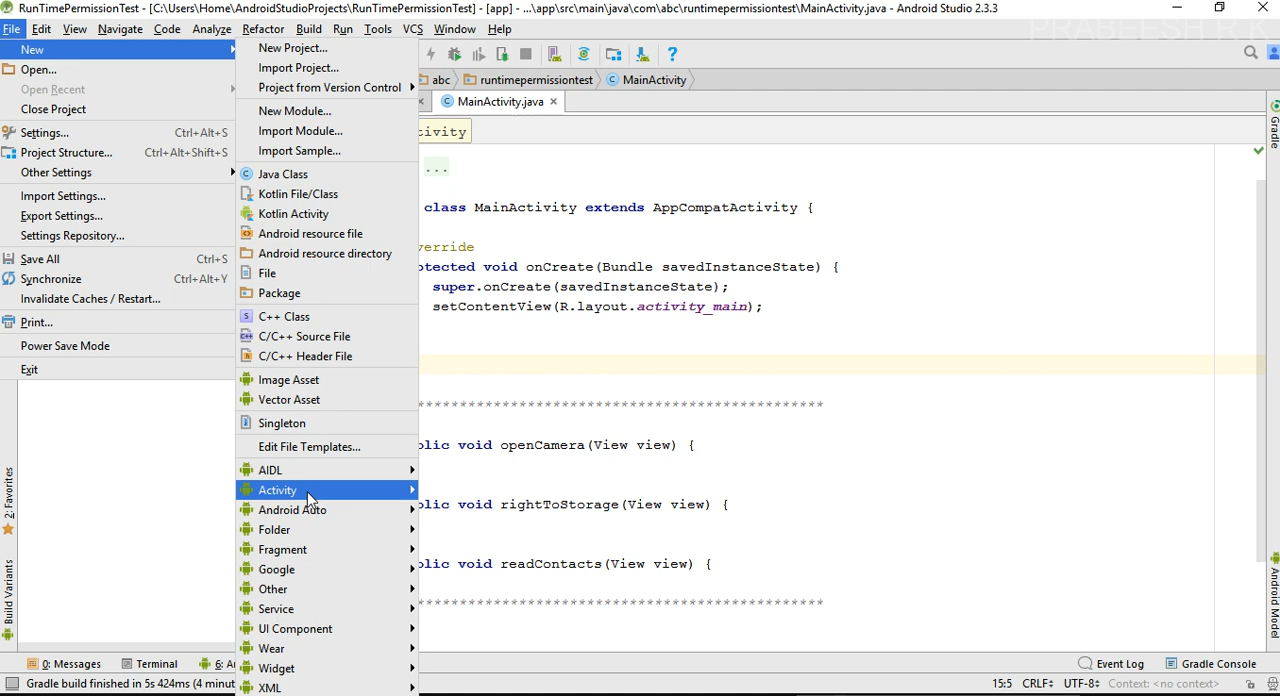 RunTimePermissionTest - [C:\Users\Home\AndroidStudioProjects\RunTimePermissionTest] - [app] - ...\app\src\main\java\com\abc\runtimepermissiontest\MainActivity.java - Android Studio 2.3.3
PRABEESH R K
File Edit View Navigate Code Analyze Refactor Build Run Tools VCS Window Help
New
Open...
Open Recent
Close Project
Settings... Ctrl+Alt+S
Project Structure... Ctrl+Alt+Shift+S
Other Settings
Import Settings...
Export Settings...
Settings Repository...
Save All Ctrl+S
Synchronize Ctrl+Alt+Y
Invalidate Caches / Restart...
Print...
Power Save Mode
Exit
New Project...
Import Project...
Project from Version Control
New Module...
Import Module...
Import Sample...
Java Class
Kotlin File/Class
Kotlin Activity
Android resource file
Android resource directory
File
Package
C++ Class
C/C++ Source File
C/C++ Header File
Image Asset
Vector Asset
Singleton
Edit File Templates...
AIDL
Activity
Android Auto
Folder
Fragment
Google
Other
Service
UI Component
Wear
Widget
XML
abc runtimepermissiontest MainActivity
MainActivity.java
tivity
...
class MainActivity extends AppCompatActivity {
verride
otected void onCreate(Bundle savedInstanceState) {
super.onCreate(savedInstanceState);
setContentView(R.layout.activity_main);
************************************************
blic void openCamera(View view) {
blic void rightToStorage(View view) {
blic void readContacts(View view) {
************************************************
Gradle
Android Model
2: Favorites
Build Variants
0: Messages Terminal 6: A Event Log Gradle Console
Gradle build finished in 5s 424ms (4 minut 15:5 CRLF UTF-8 Context: <no context>